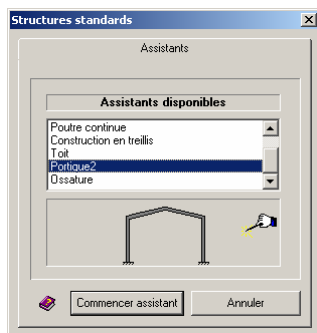 Structures standards
Assistants
Assistants disponibles
Poutre continue
Construction en treillis
Toit
Portique2
Ossature
Commencer assistant
Annuler